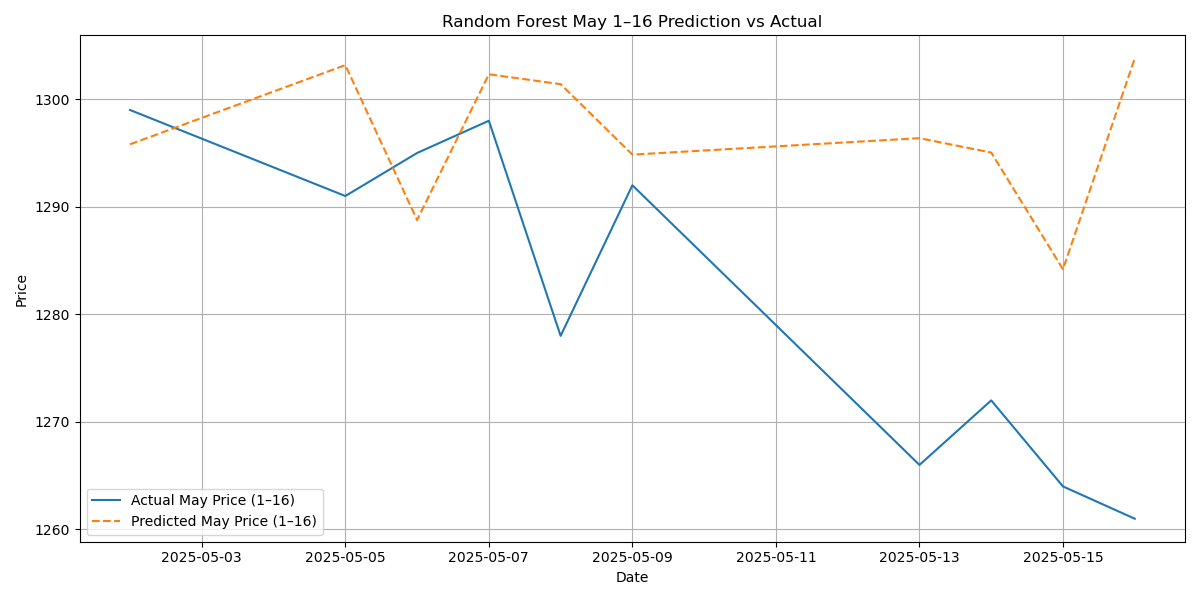 Random Forest May 1–16 Prediction vs Actual
Price
1300
1290
1280
1270
1260
Actual May Price (1–16)
Predicted May Price (1–16)
2025-05-03
2025-05-05
2025-05-07
2025-05-09
2025-05-11
2025-05-13
2025-05-15
Date